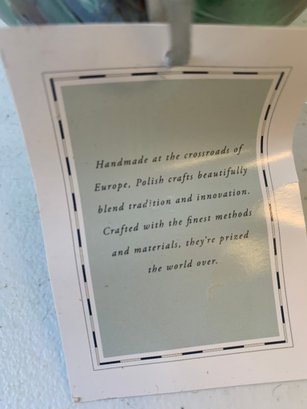 Handmade at the crossroads of
Europe, Polish crafts beautifully
blend tradition and innovation.
Crafted with the finest methods
and materials, they're prized
the world over.